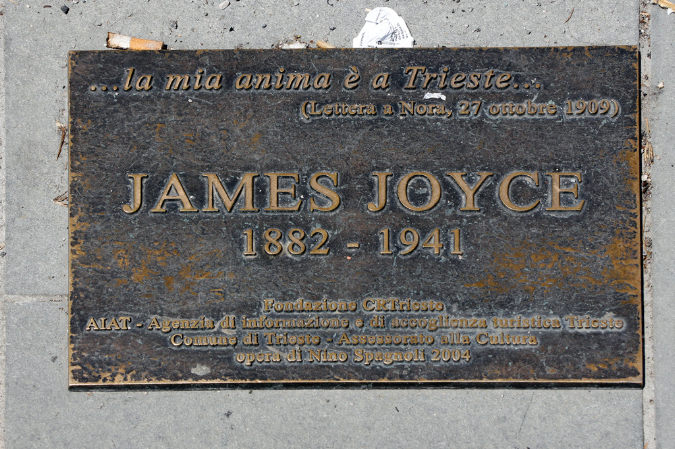 ...la mia anima è a Trieste...
(Lettera a Nora, 27 ottobre 1909)
JAMES JOYCE
1882 - 1941
Fondazione CRTrieste
AIAT - Agenzia di informazione e di accoglienza turistica Trieste
Comune di Trieste - Assessorato alla Cultura
opera di Nino Spagnoli 2004